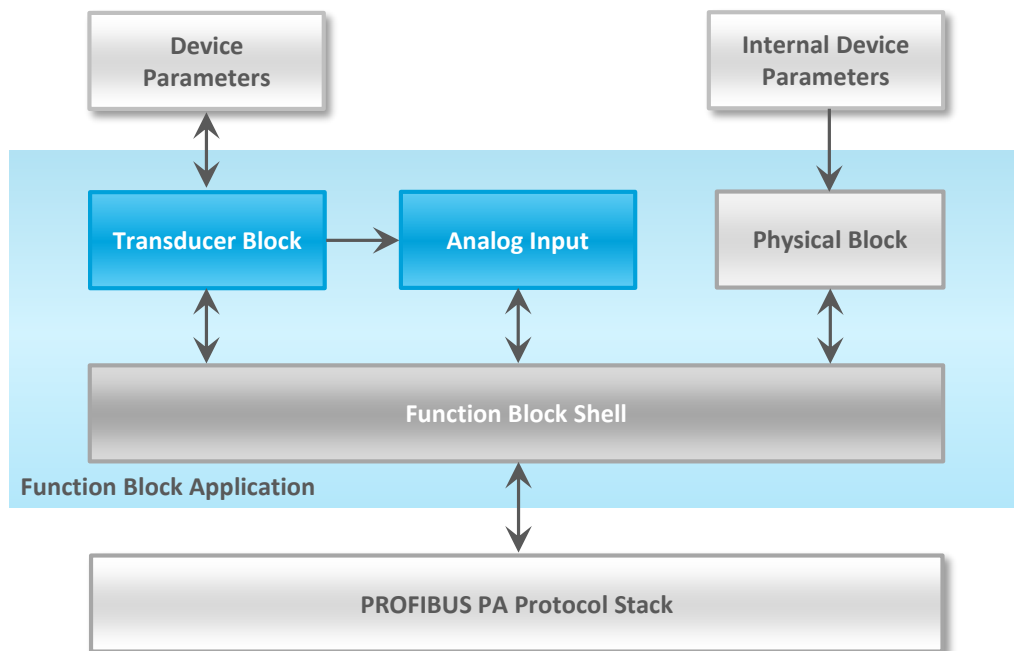 Device
Parameters
Internal Device
Parameters
Transducer Block
Analog Input
Physical Block
Function Block Shell
Function Block Application
PROFIBUS PA Protocol Stack